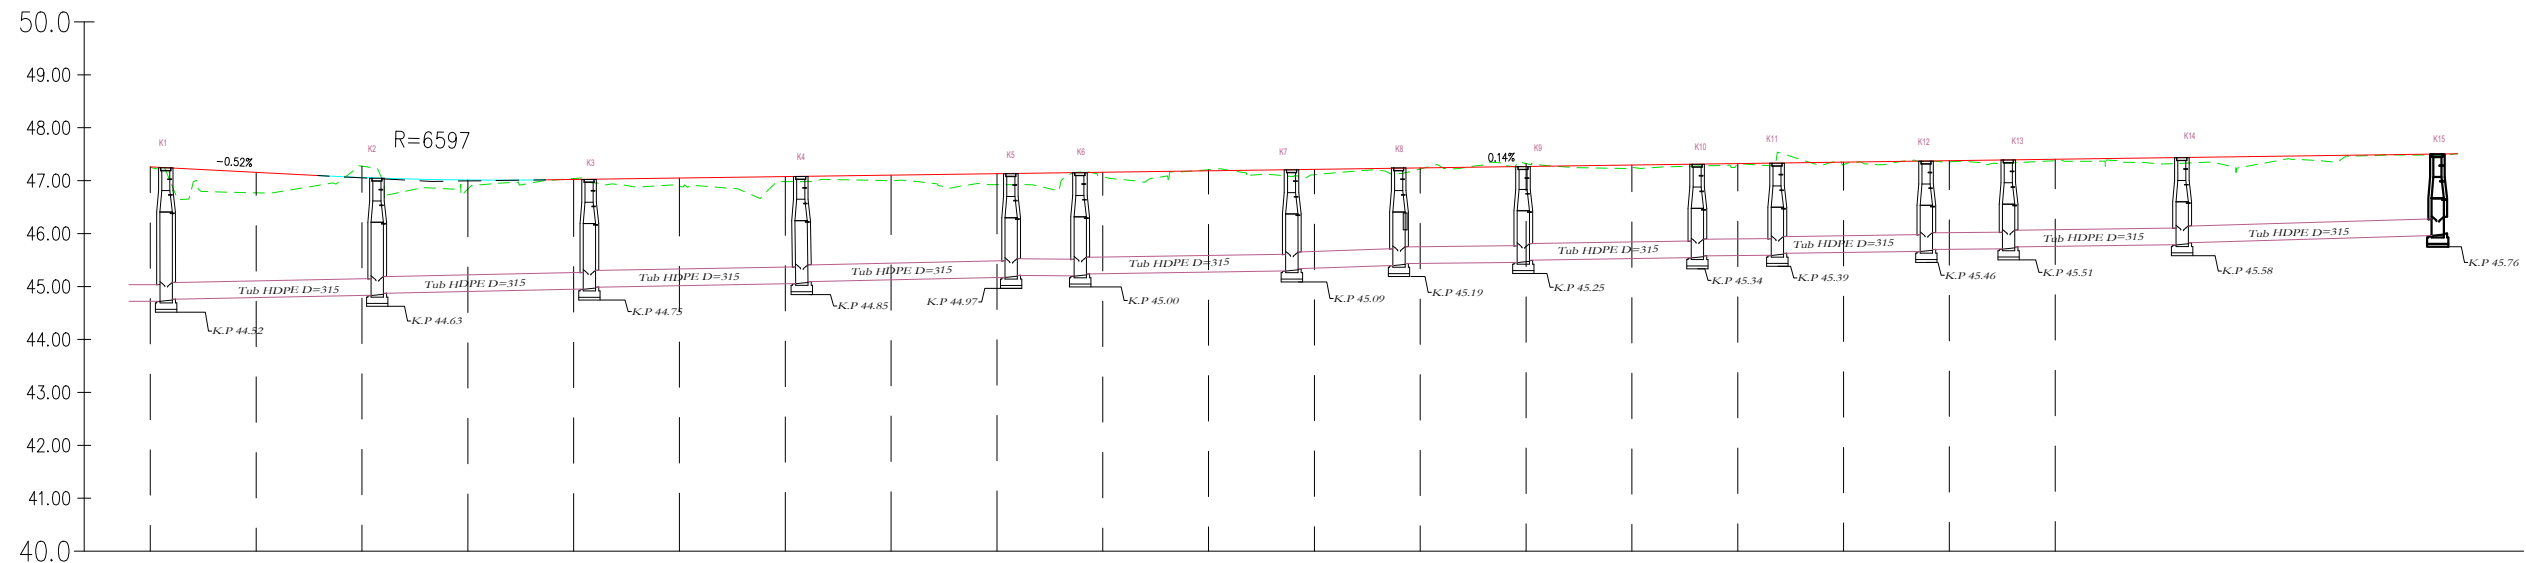 50.0
49.00
48.00
47.00
46.00
45.00
44.00
43.00
42.00
41.00
40.0
R=6597
-0.52%
0.14%
K1
K2
K3
K4
K5
K6
K7
K8
K9
K10
K11
K12
K13
K14
K15
Tub HDPE D=315
Tub HDPE D=315
Tub HDPE D=315
Tub HDPE D=315
Tub HDPE D=315
Tub HDPE D=315
Tub HDPE D=315
Tub HDPE D=315
Tub HDPE D=315
K.P 44.52
K.P 44.63
K.P 44.75
K.P 44.85
K.P 44.97
K.P 45.00
K.P 45.09
K.P 45.19
K.P 45.25
K.P 45.34
K.P 45.39
K.P 45.46
K.P 45.51
K.P 45.58
K.P 45.76